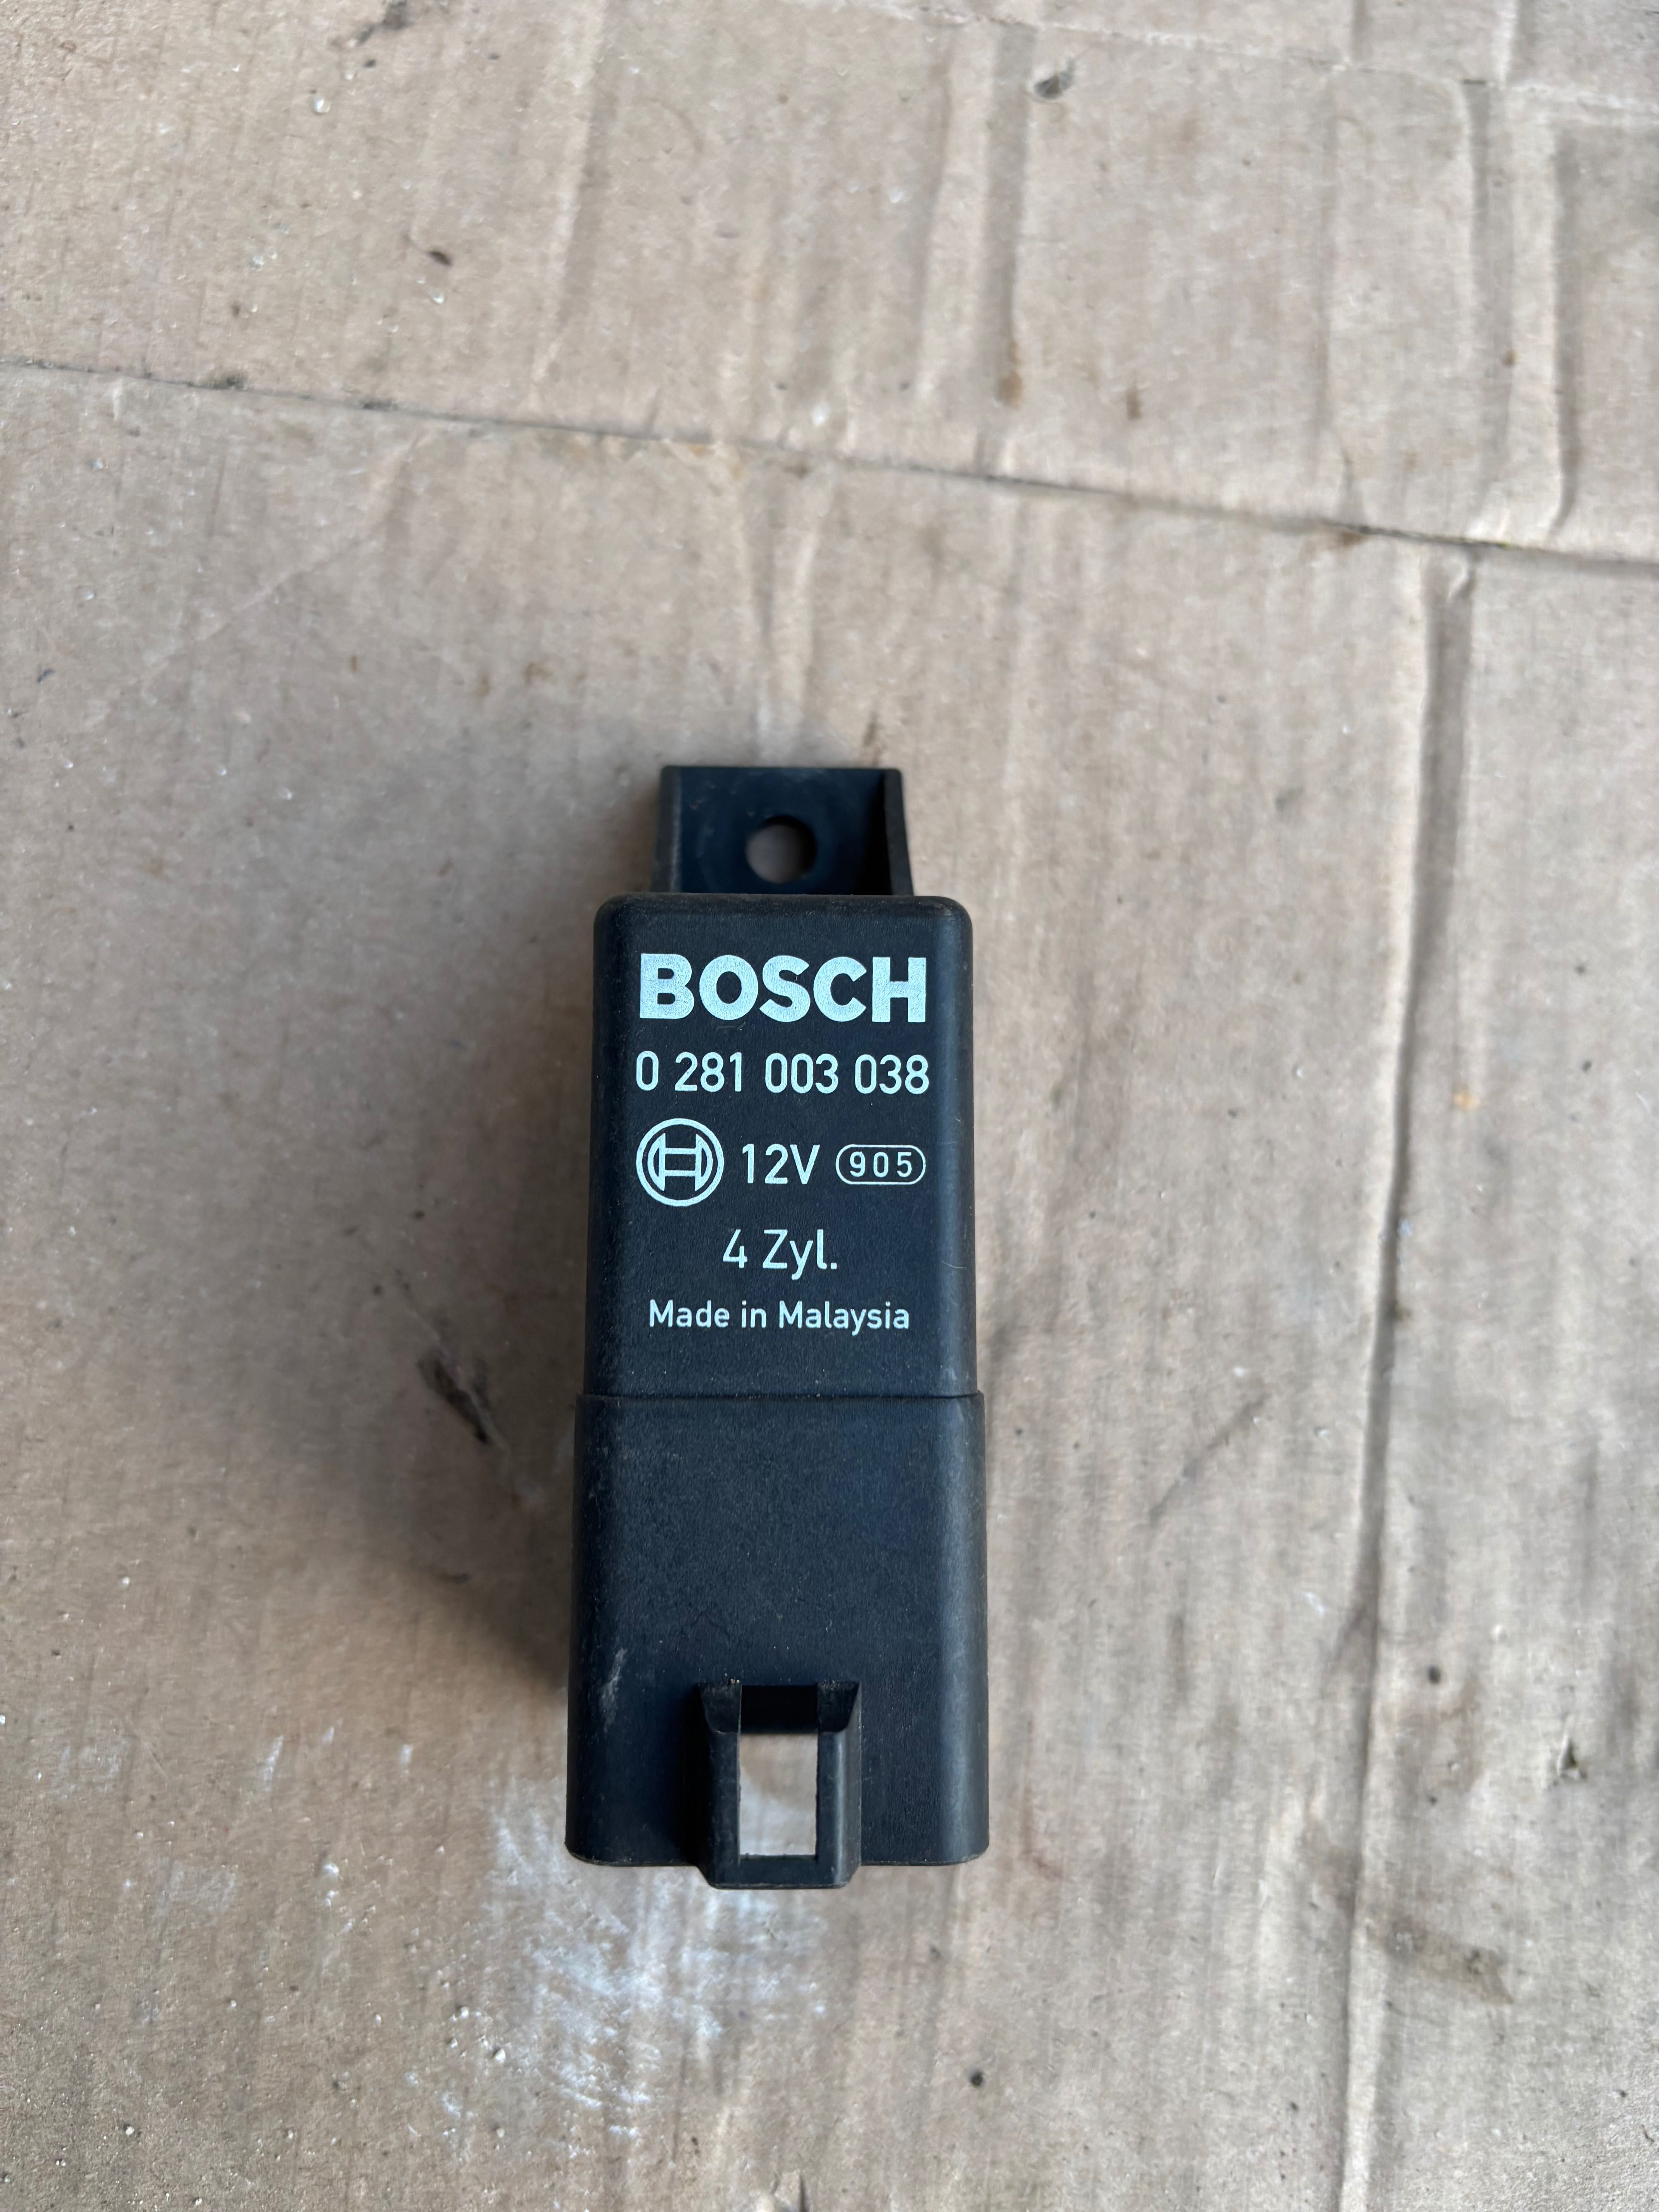 BOSCH
0 281 003 038
12V 905
4 Zyl.
Made in Malaysia